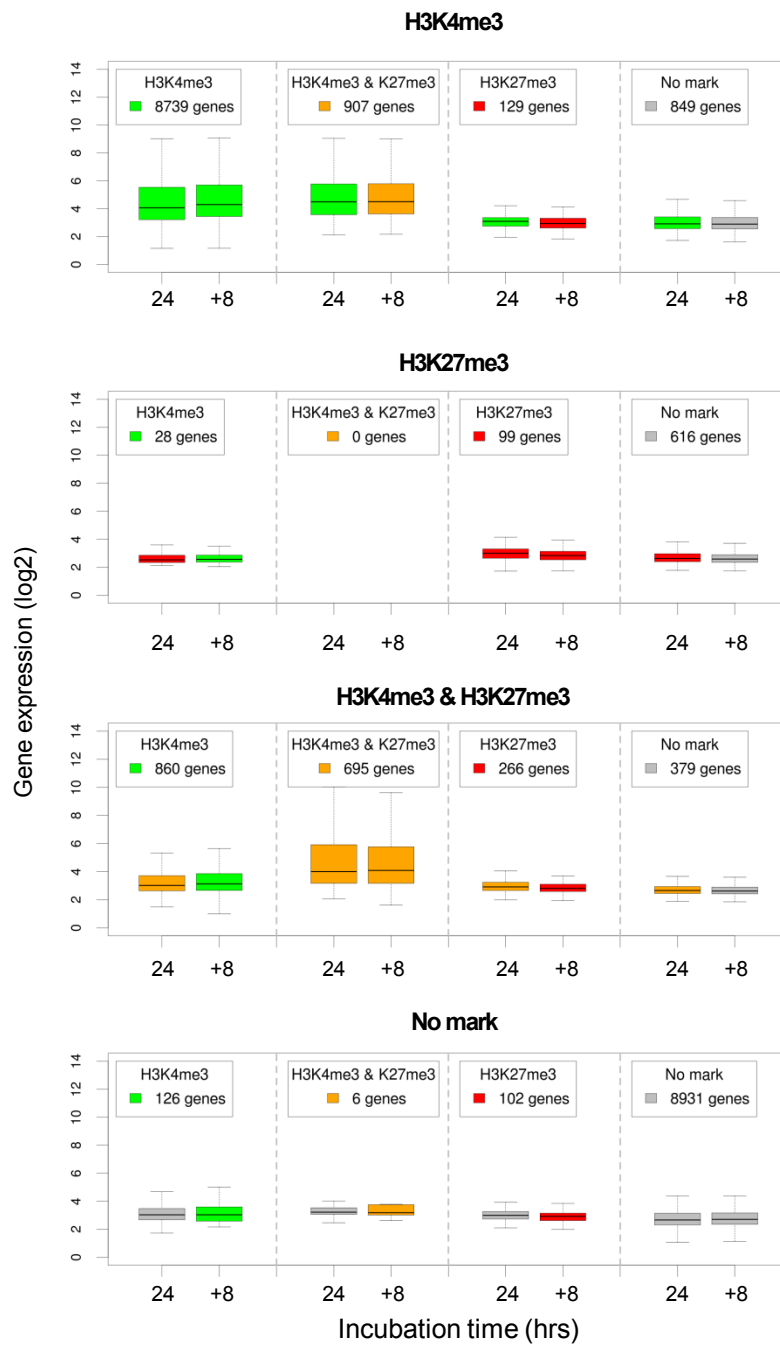 H3K4me3
14
12
10
8
6
4
2
0
H3K4me3
8739 genes
H3K4me3 & K27me3
907 genes
H3K27me3
129 genes
No mark
849 genes
24 +8 24 +8 24 +8 24 +8
H3K27me3
14
12
10
8
6
4
2
0
H3K4me3
28 genes
H3K4me3 & K27me3
0 genes
H3K27me3
99 genes
No mark
616 genes
24 +8 24 +8 24 +8 24 +8
Gene expression (log2)
H3K4me3 & H3K27me3
14
12
10
8
6
4
2
0
H3K4me3
860 genes
H3K4me3 & K27me3
695 genes
H3K27me3
266 genes
No mark
379 genes
24 +8 24 +8 24 +8 24 +8
No mark
14
12
10
8
6
4
2
0
H3K4me3
126 genes
H3K4me3 & K27me3
6 genes
H3K27me3
102 genes
No mark
8931 genes
24 +8 24 +8 24 +8 24 +8
Incubation time (hrs)